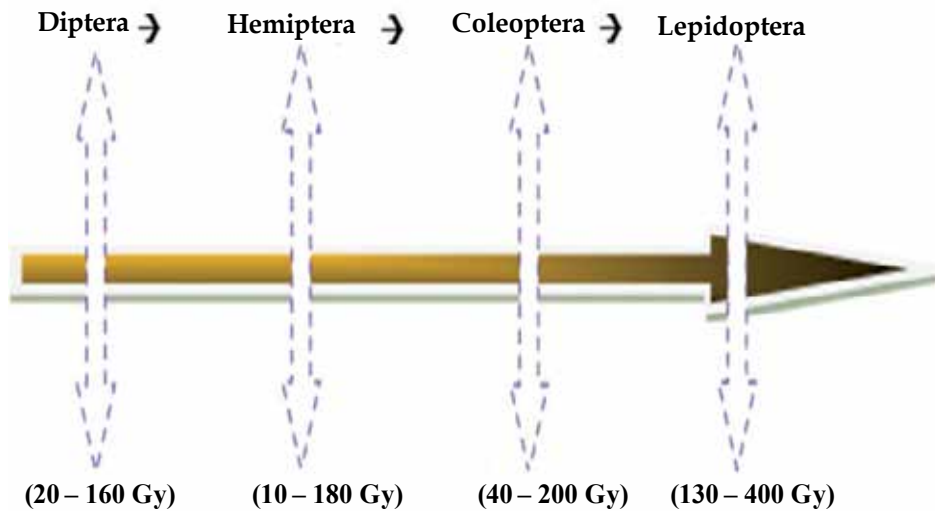 Diptera → Hemiptera → Coleoptera → Lepidoptera
(20 – 160 Gy) (10 – 180 Gy) (40 – 200 Gy) (130 – 400 Gy)